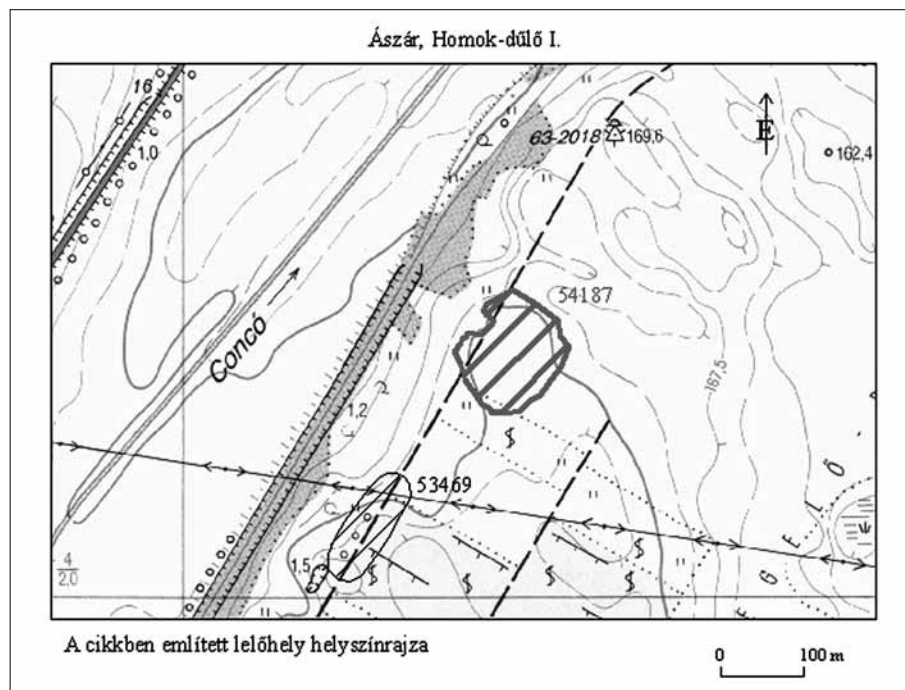 Ászár, Homok-dűlő I.
16
1,0
63-2018
169,6
E
162,4
54187
Concó
167,5
1,2
53469
L Ő -
4
2,0
1,5
F E G E
A cikkben említett lelőhely helyszínrajza
0 100 m